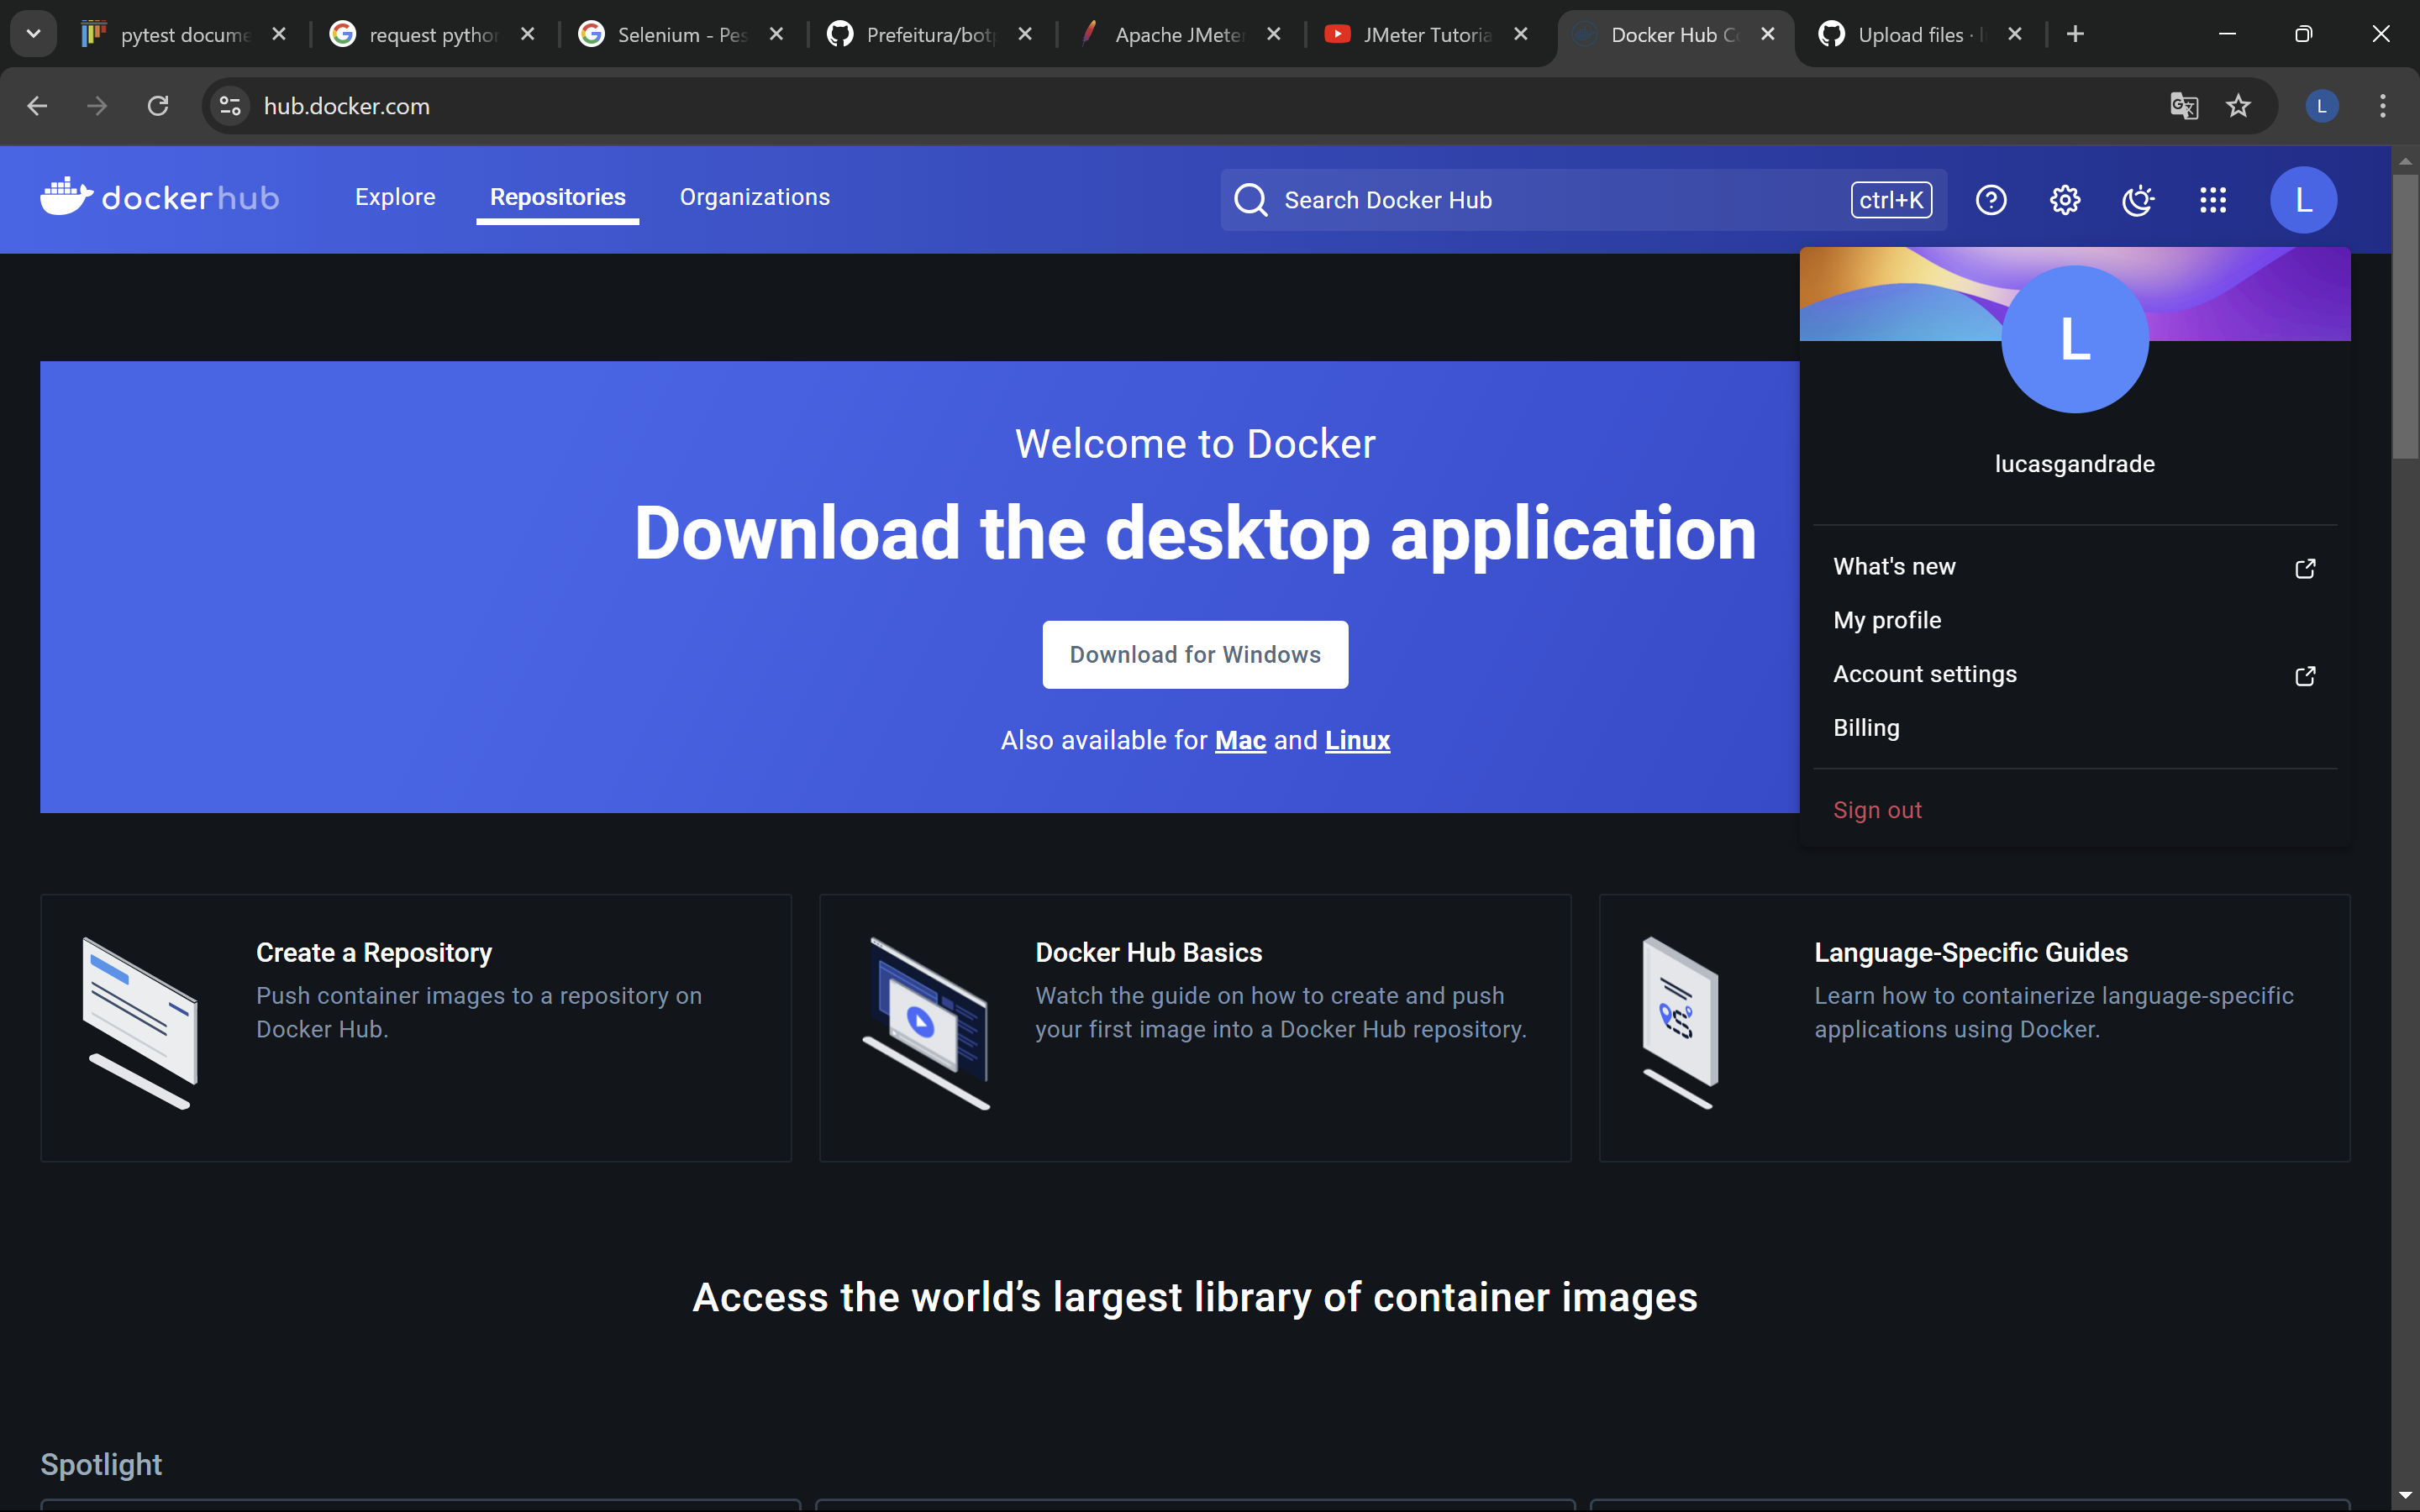 pytest docume
request pythor
Selenium - Pes
Prefeitura/botp
Apache JMeter
JMeter Tutoria
Docker Hub Co
Upload files ·
hub.docker.com
L
dockerhub
Explore
Repositories
Organizations
Search Docker Hub
ctrl+K
L
L
lucasgandrade
What's new
My profile
Account settings
Billing
Sign out
Welcome to Docker
Download the desktop application
Download for Windows
Also available for Mac and Linux
Create a Repository
Push container images to a repository on
Docker Hub.
Docker Hub Basics
Watch the guide on how to create and push
your first image into a Docker Hub repository.
Language-Specific Guides
Learn how to containerize language-specific
applications using Docker.
Access the world’s largest library of container images
Spotlight